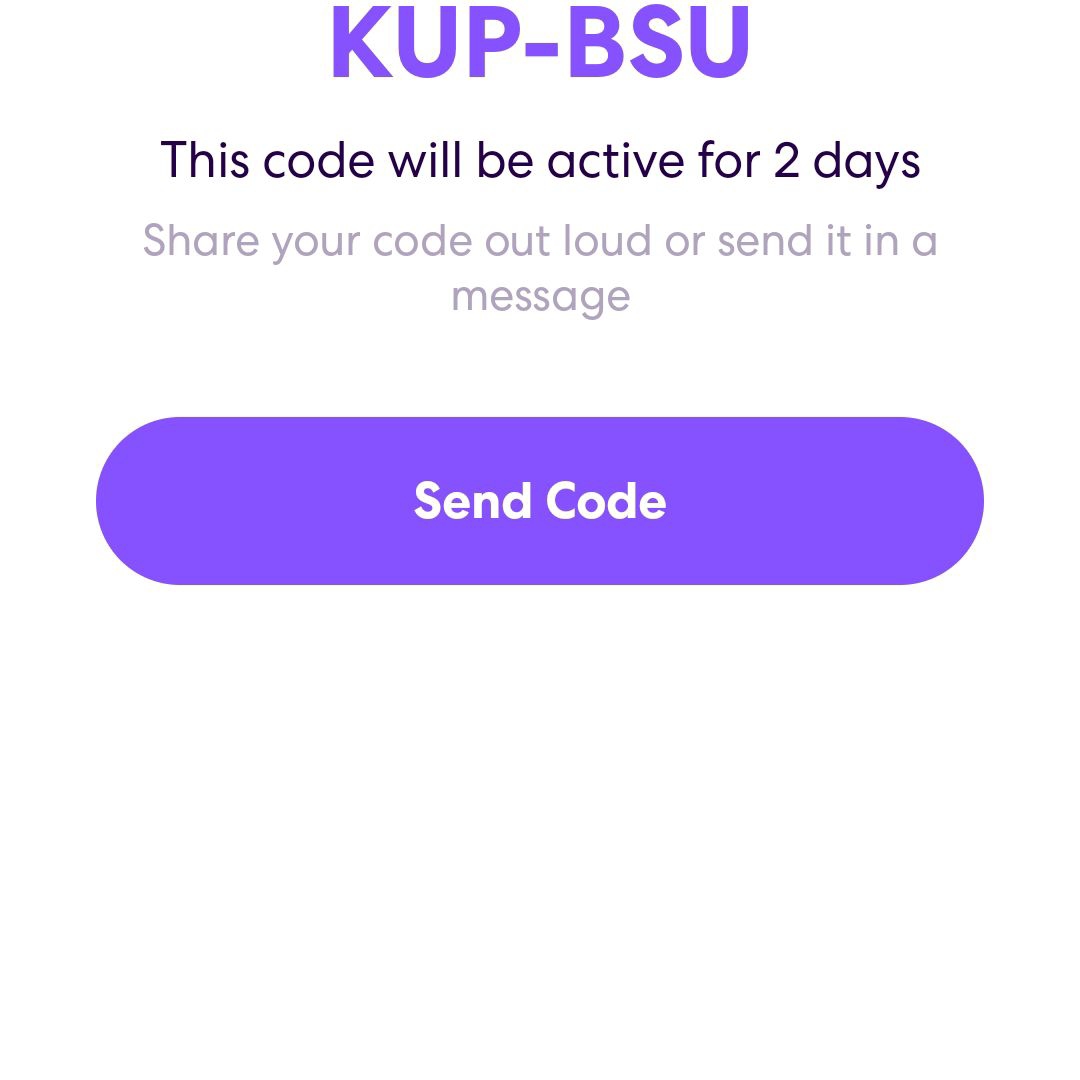 KUP-BSU
This code will be active for 2 days
Share your code out loud or send it in a
message
Send Code